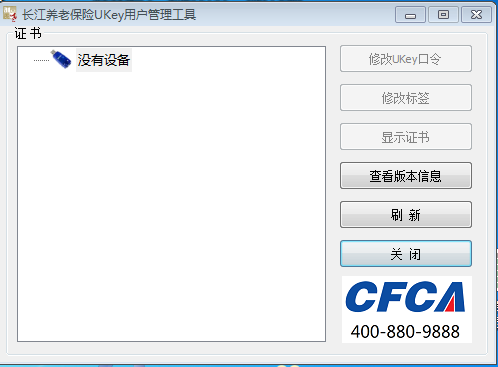 长江养老保险UKey用户管理工具
证书
没有设备
修改UKey口令
修改标签
显示证书
查看版本信息
刷 新
关 闭
CFCA
400-880-9888